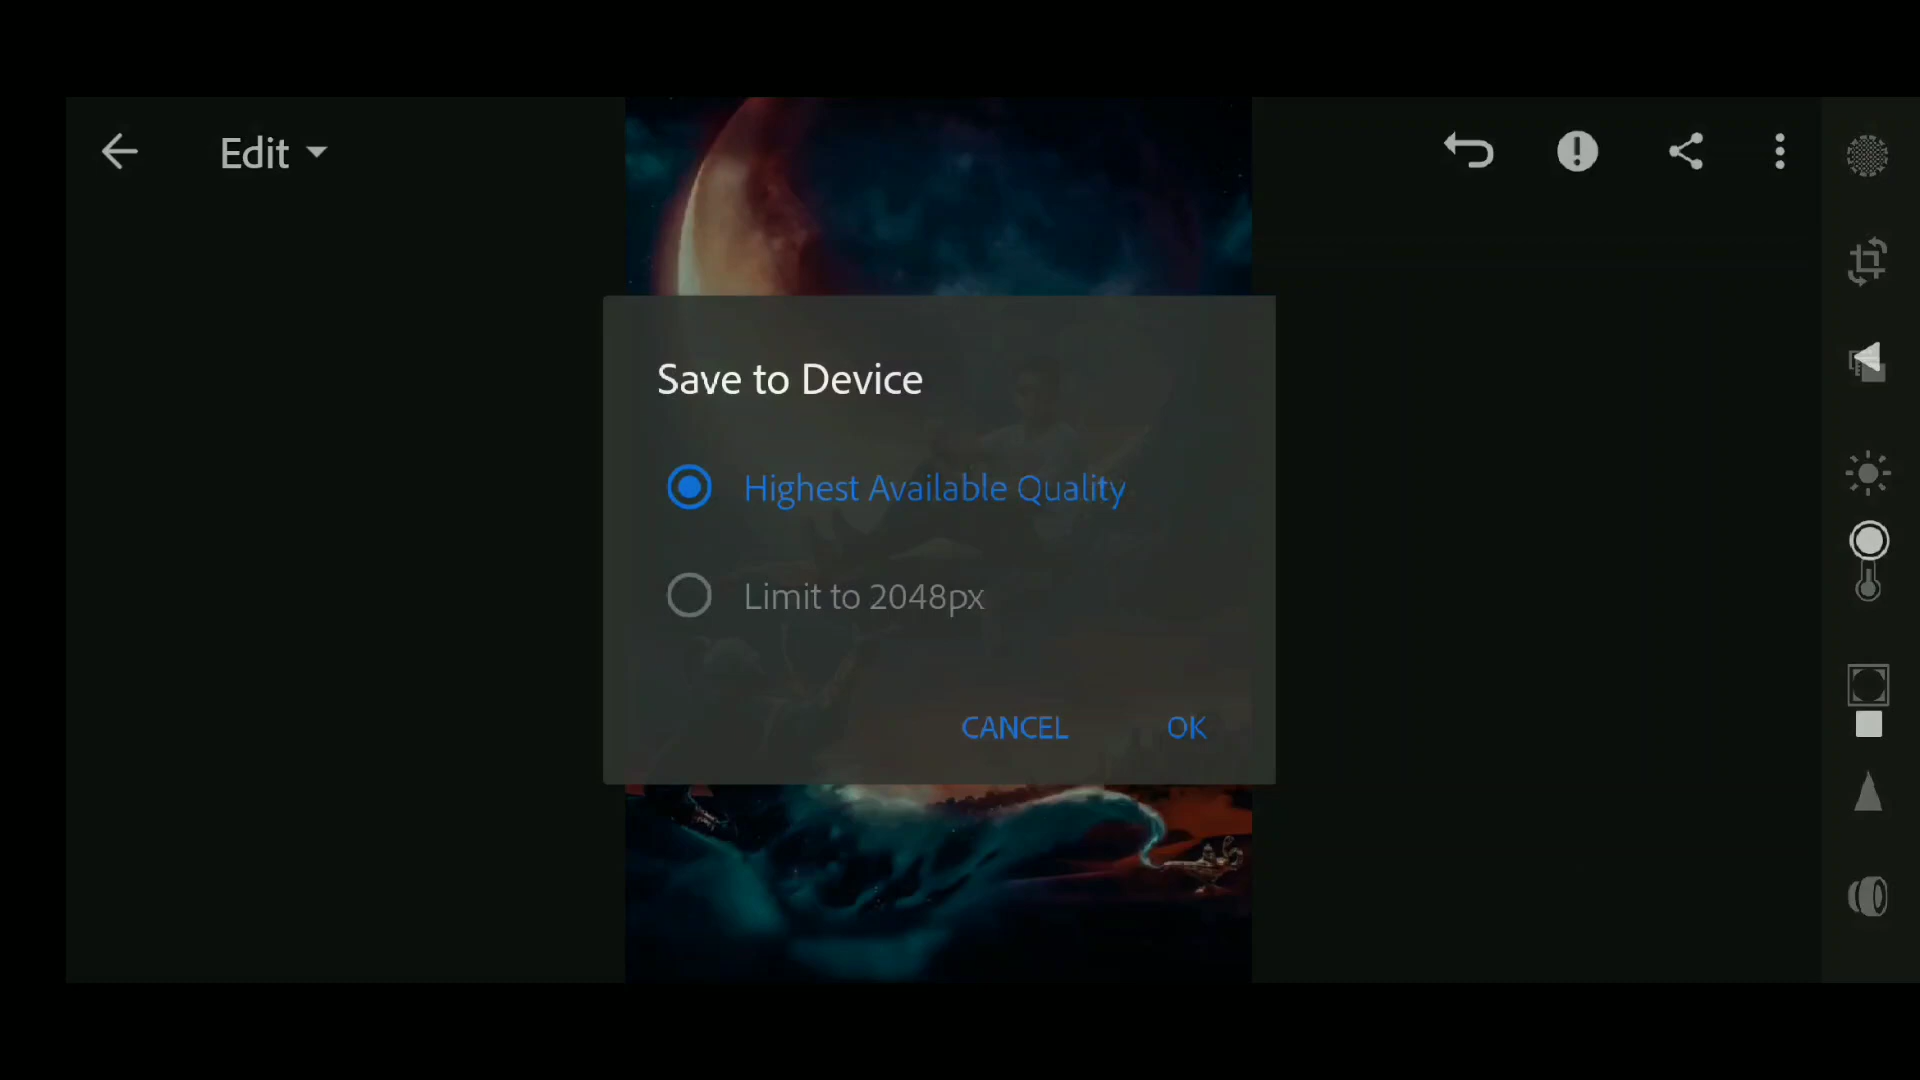 Edit
Save to Device
Highest Available Quality
Limit to 2048px
CANCEL OK